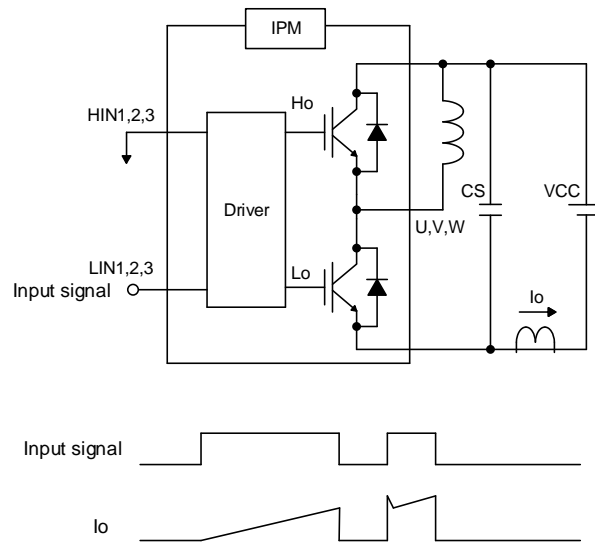 IPM
HIN1,2,3
Ho
Driver
CS
VCC
U,V,W
LIN1,2,3
Lo
Input signal
Io
Input signal
Io